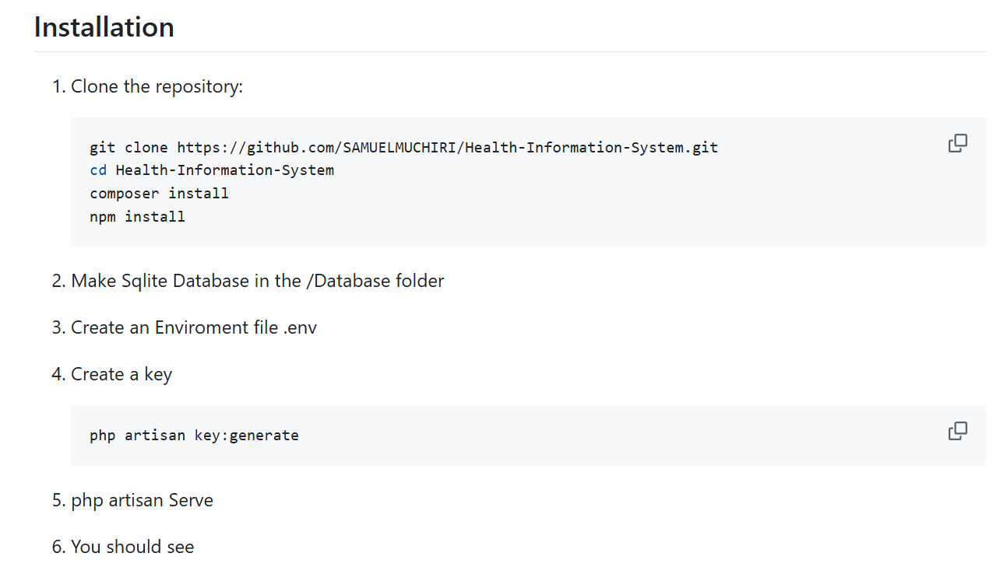 Installation
1. Clone the repository:
git clone https://github.com/SAMUELMUCHIRI/Health-Information-System.git
cd Health-Information-System
composer install
npm install
2. Make Sqlite Database in the /Database folder
3. Create an Enviroment file .env
4. Create a key
php artisan key:generate
5. php artisan Serve
6. You should see